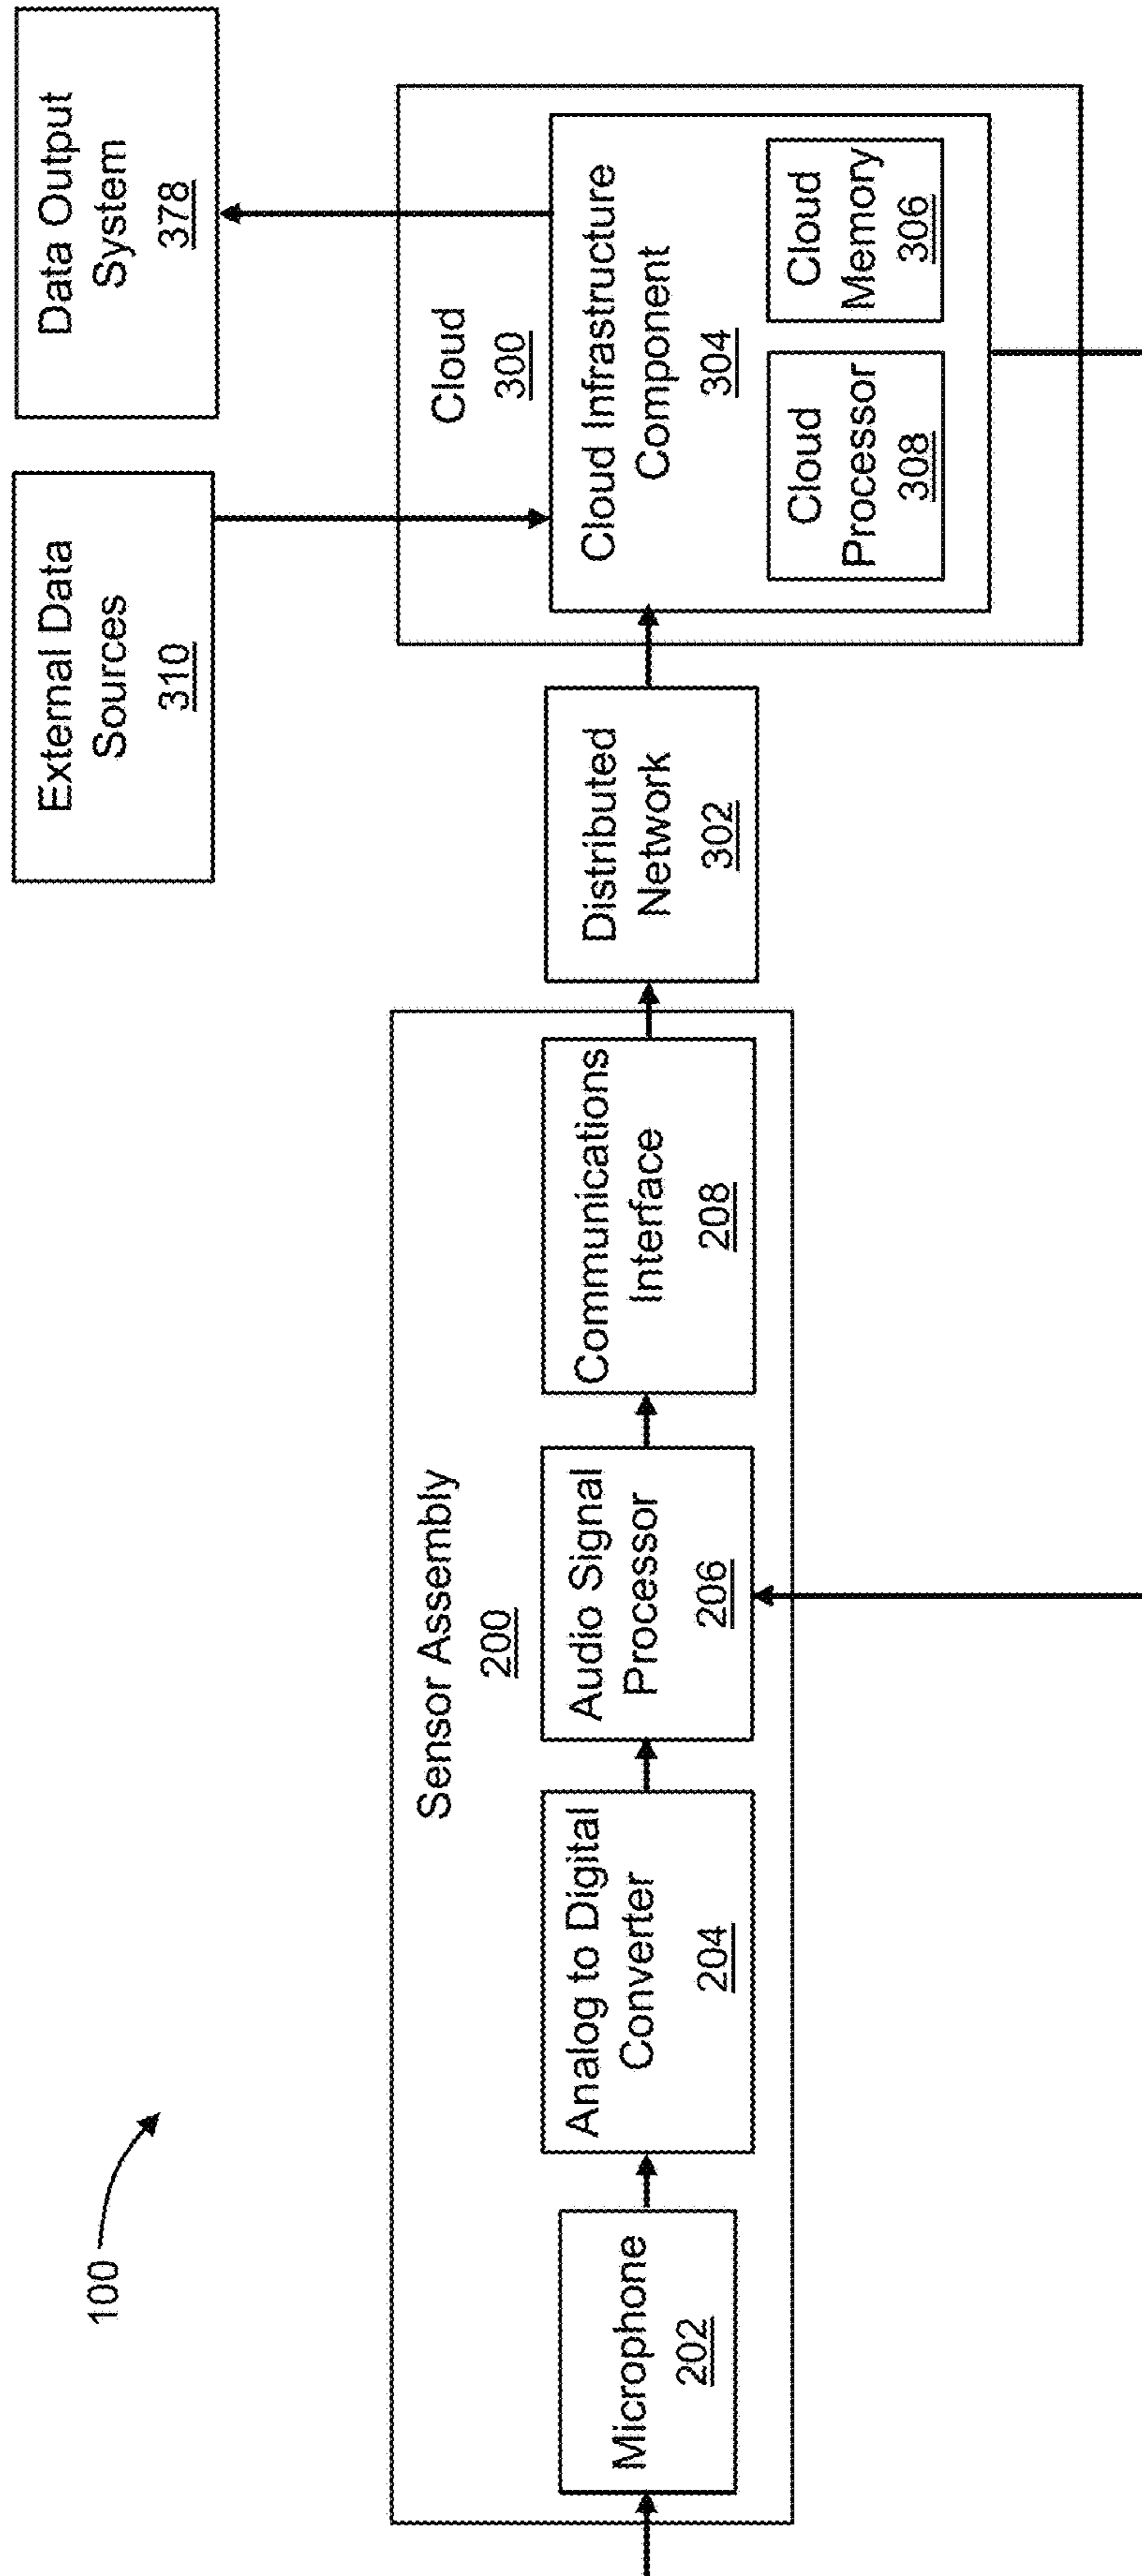 100
External Data
Sources
310
Data Output
System
378
Sensor Assembly
200
Microphone
202
Analog to Digital
Converter
204
Audio Signal
Processor
206
Communications
Interface
208
Distributed
Network
302
Cloud
300
Cloud Infrastructure
Component
304
Cloud
Processor
308
Cloud
Memory
306